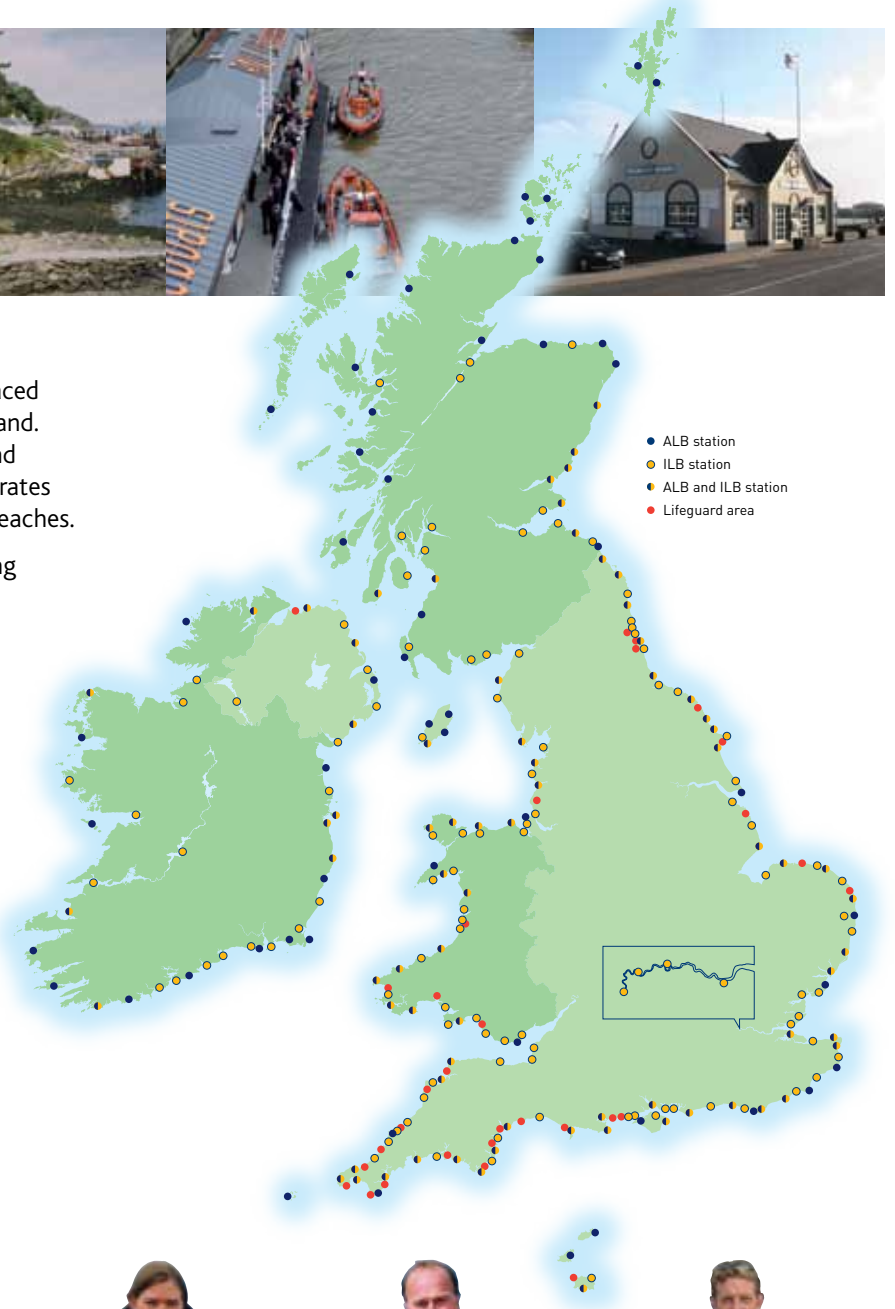 aced
and.
nd
rates
eaches.
ng
ALB station
ILB station
ALB and ILB station
Lifeguard area